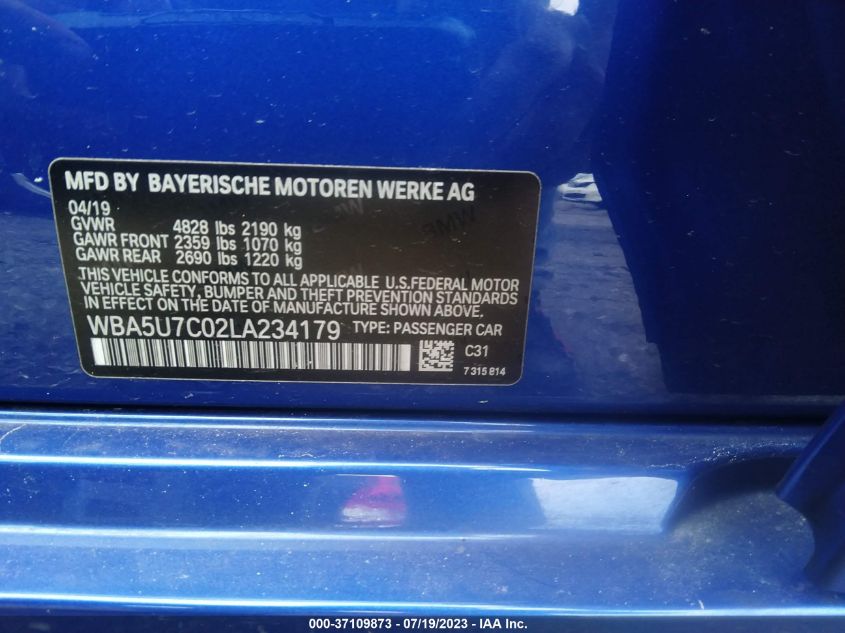 MFD BY BAYERISCHE MOTOREN WERKE AG
04/19
GVWR 4828 lbs 2190 kg
GAWR FRONT 2359 lbs 1070 kg
GAWR REAR 2690 lbs 1220 kg
THIS VEHICLE CONFORMS TO ALL APPLICABLE U.S.FEDERAL MOTOR
VEHICLE SAFETY, BUMPER AND THEFT PREVENTION STANDARDS
IN EFFECT ON THE DATE OF MANUFACTURE SHOWN ABOVE.
WBA5U7C02LA234179 TYPE: PASSENGER CAR
C31
7 315 814
000-37109873 - 07/19/2023 - IAA Inc.